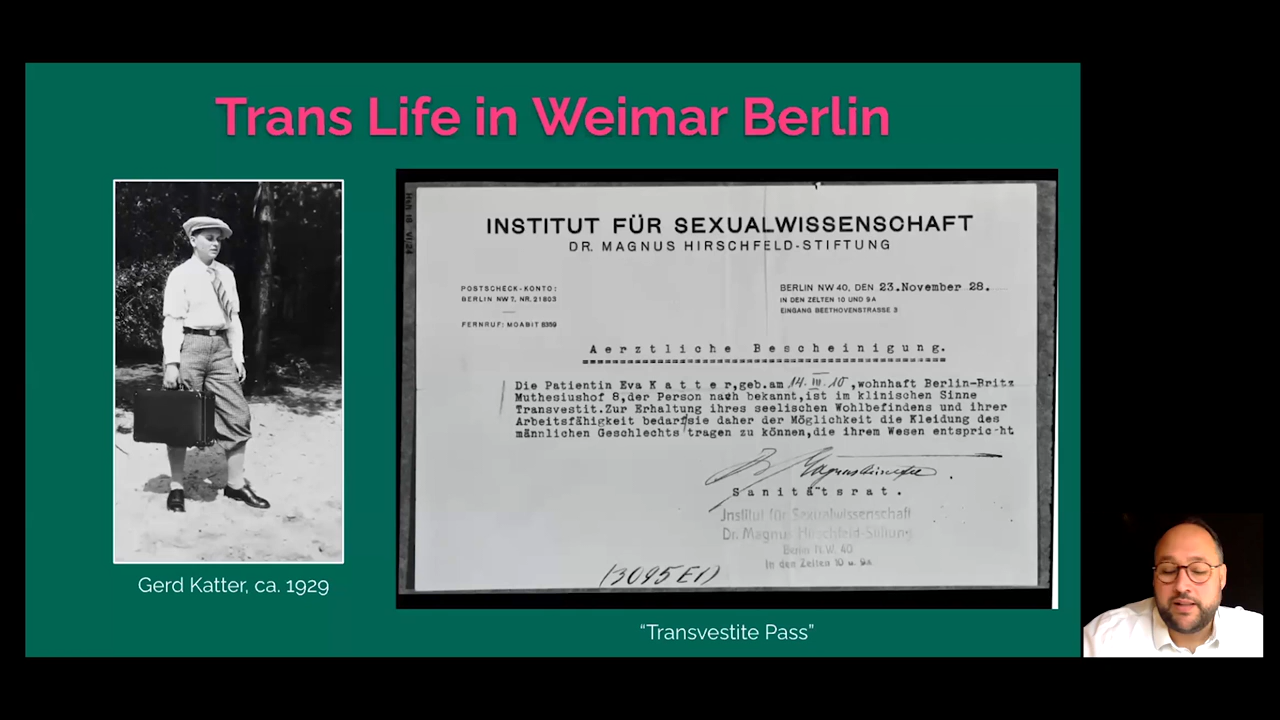 Trans Life in Weimar Berlin
INSTITUT FÜR SEXUALWISSENSCHAFT
DR. MAGNUS HIRSCHFELD-STIFTUNG
POSTSCHECK-KONTO:
BERLIN NW 7, NR. 21803
FERNRUF: MOABIT 8359
BERLIN NW 40, DEN 23.November 28.
IN DEN ZELTEN 10 UND 9A
EINGANG BEETHOVENSTRASSE 3
Aerztliche Bescheinigung.
Die Patientin Eva Katter,geb.am 14. III. 10 ,wohnhaft Berlin-Britz
Muthesiushof 8,der Person nach bekannt,ist im klinischen Sinne
Transvestit.Zur Erhaltung ihres seelischen Wohlbefindens und ihrer
Arbeitsfähigkeit bedarf sie daher der Möglichkeit die Kleidung des
männlichen Geschlechts tragen zu können,die ihrem Wesen entspricht
Sanitätsrat.
Institut für Sexualwissenschaft
Dr. Magnus Hirschfeld-Stiftung
Berlin N.W. 40
In den Zelten 10 u. 9A
(3095 E1)
Gerd Katter, ca. 1929
“Transvestite Pass”